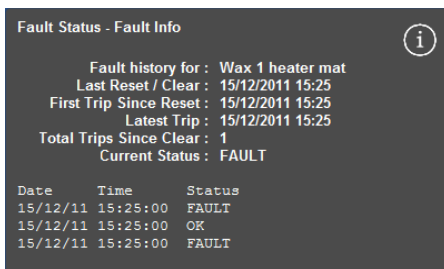 Fault Status - Fault Info
i
Fault history for : Wax 1 heater mat
Last Reset / Clear : 15/12/2011 15:25
First Trip Since Reset : 15/12/2011 15:25
Latest Trip : 15/12/2011 15:25
Total Trips Since Clear : 1
Current Status : FAULT
Date Time Status
15/12/11 15:25:00 FAULT
15/12/11 15:25:00 OK
15/12/11 15:25:00 FAULT